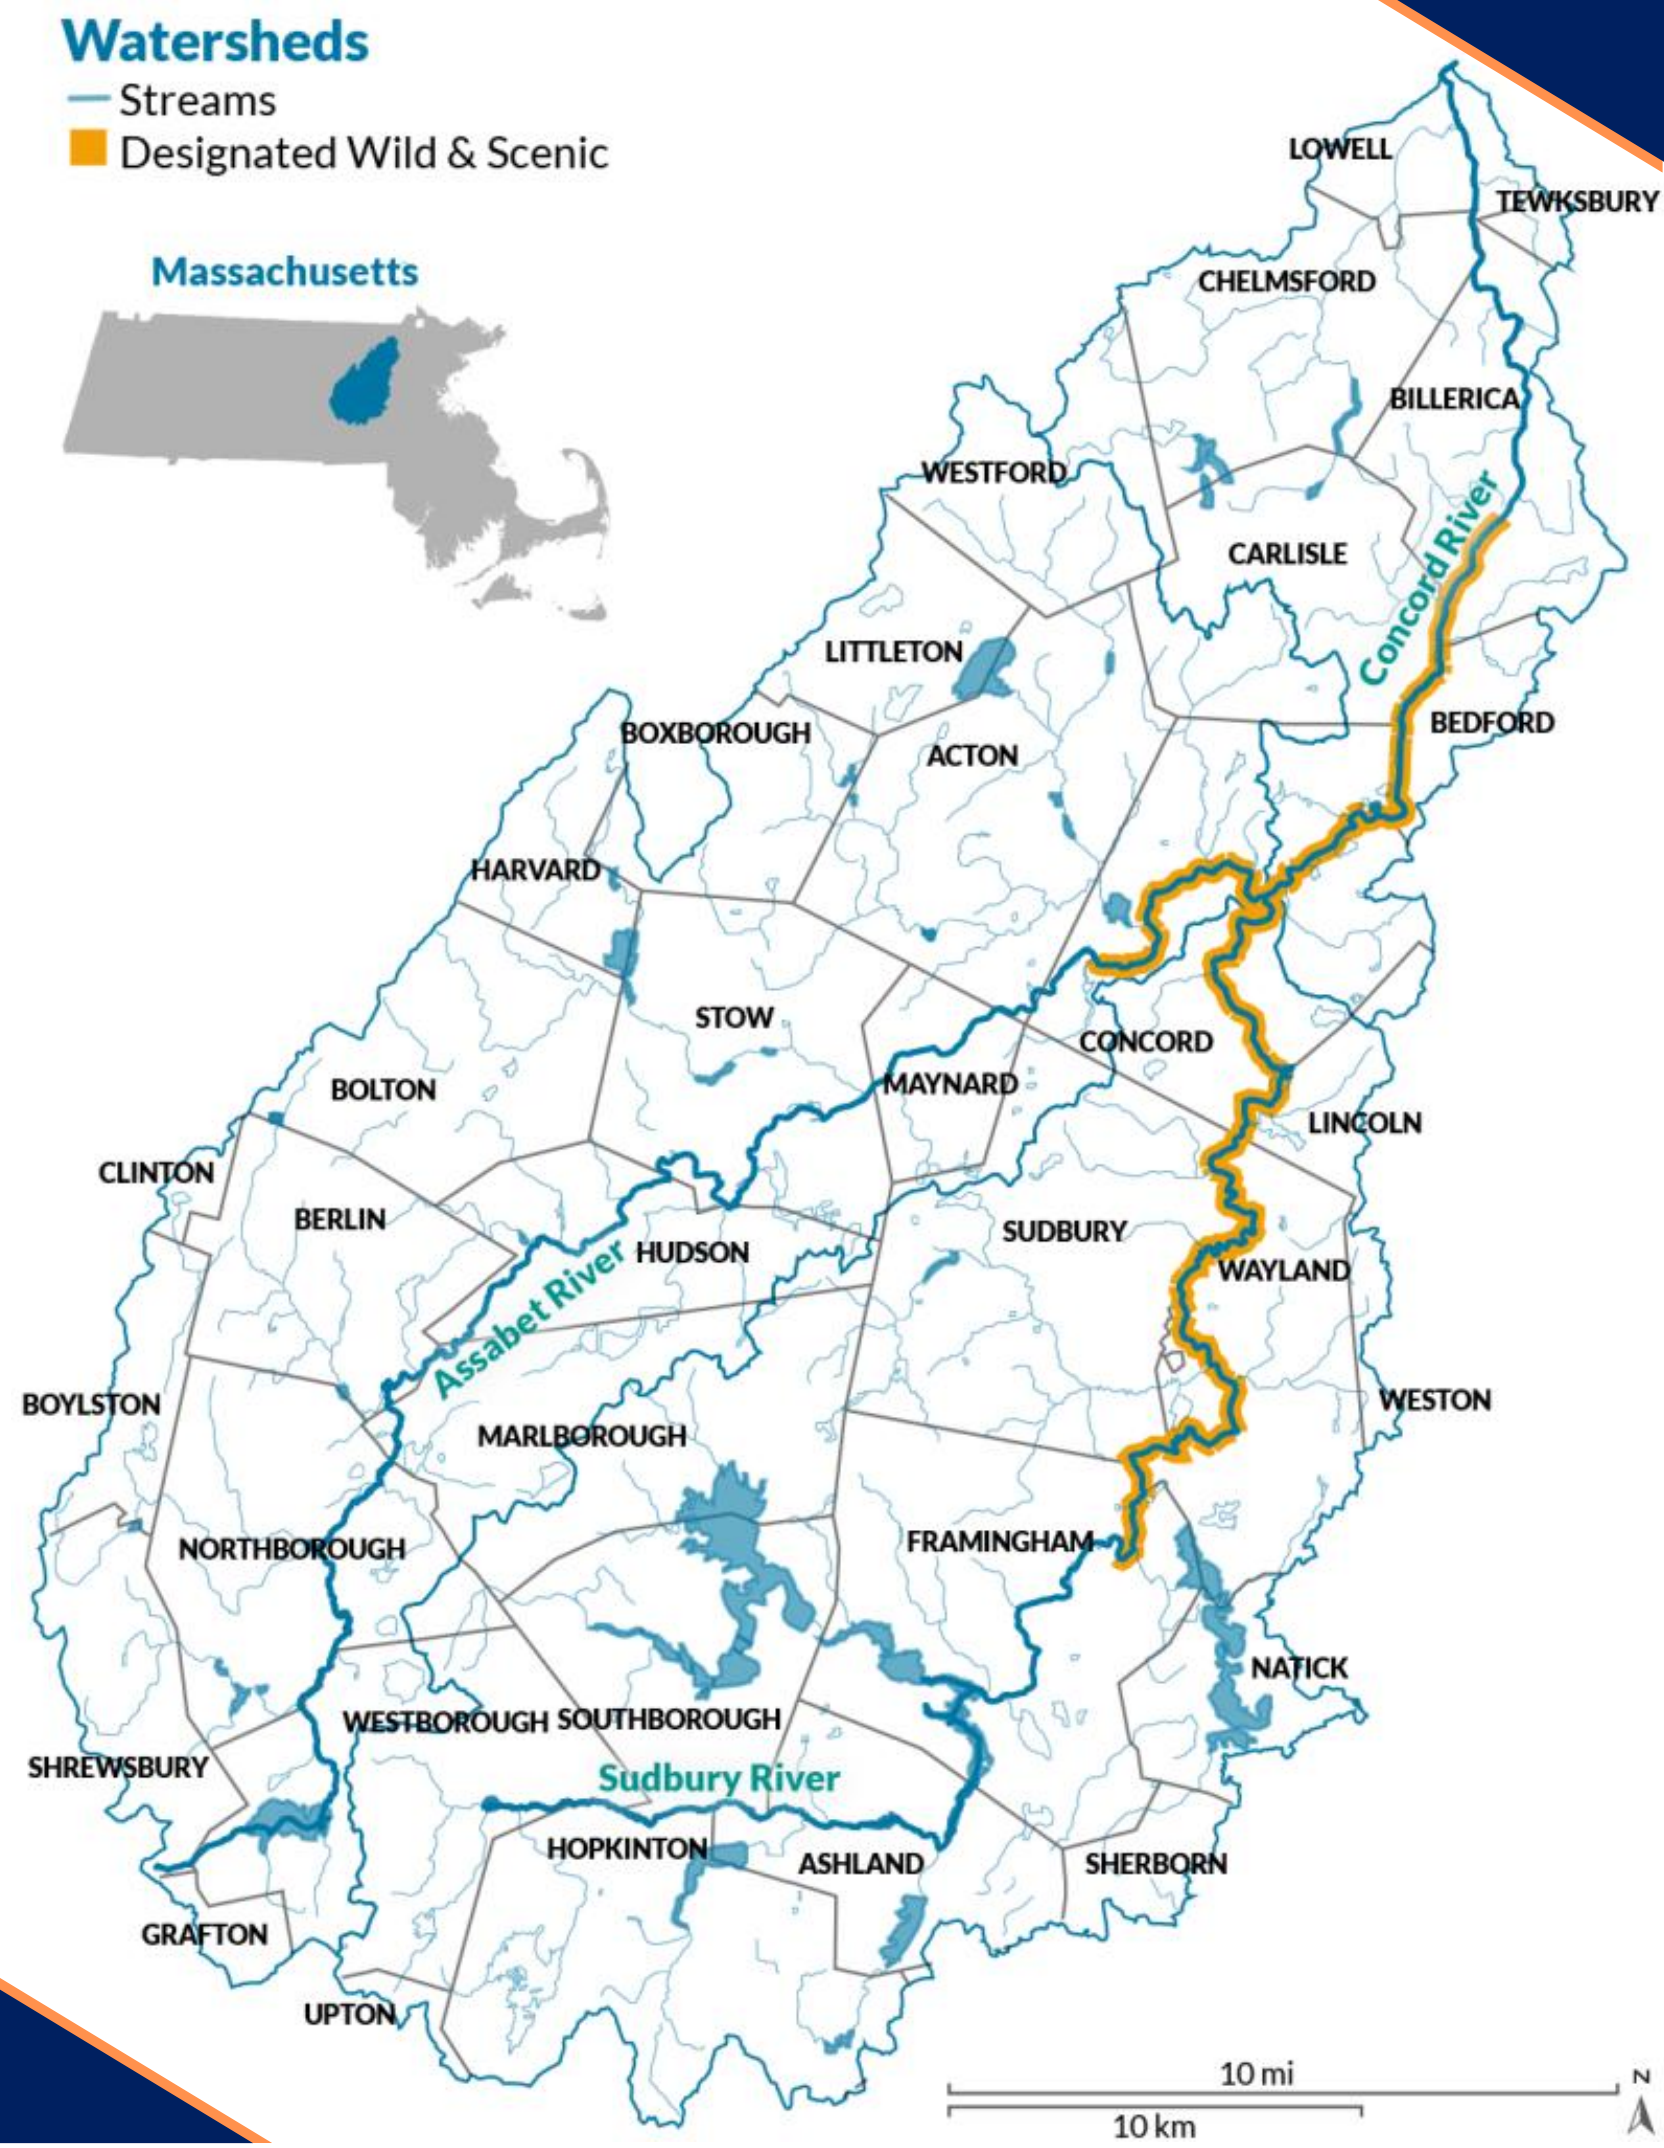 Watersheds
Streams
Designated Wild & Scenic
Massachusetts
LOWELL
TEWKSBURY
CHELMSFORD
BILLERICA
WESTFORD
Concord River
CARLISLE
LITTLETON
BEDFORD
BOXBOROUGH
ACTON
HARVARD
STOW
CONCORD
MAYNARD
BOLTON
LINCOLN
CLINTON
BERLIN
SUDBURY
HUDSON
WAYLAND
Assabet River
BOYLSTON
WESTON
MARLBOROUGH
FRAMINGHAM
NORTHBOROUGH
NATICK
WESTBOROUGH
SOUTHBOROUGH
SHREWSBURY
Sudbury River
HOPKINTON
ASHLAND
SHERBORN
GRAFTON
UPTON
10 mi
N
10 km